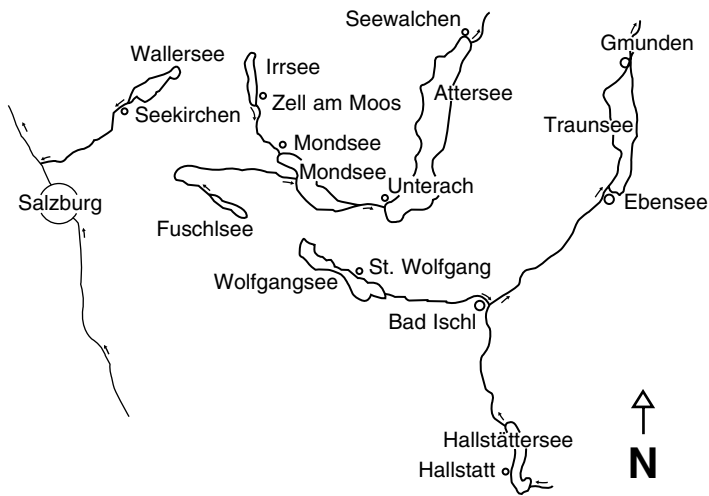 Seewalchen
Gmunden
Wallersee
Irrsee
Attersee
Zell am Moos
Seekirchen
Traunsee
Mondsee
Mondsee
Unterach
Salzburg
Ebensee
Fuschlsee
St. Wolfgang
Wolfgangsee
Bad Ischl
Hallstättersee
Hallstatt
N